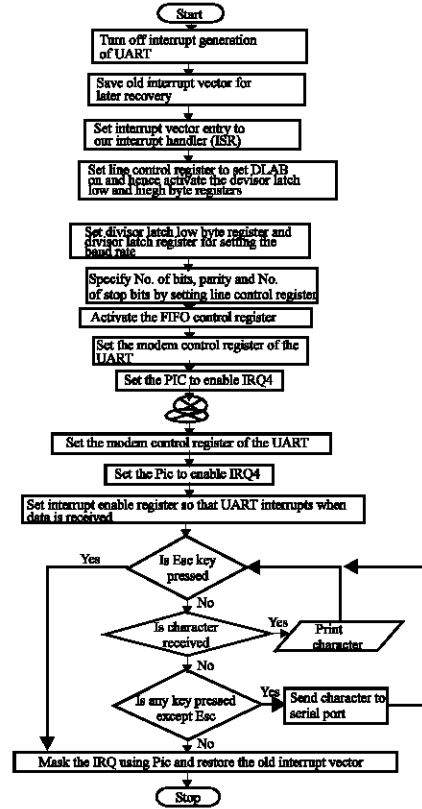 Start
Turn off interrupt generation
of UART
Save old interrupt vector for
later recovery
Set interrupt vector entry to
our interrupt handler (ISR)
Set line control register to set DLAB
on and hence activate the devisor latch
low and hiegh byte registers
Set divisor latch low byte register and
divisor latch register for setting the
baud rate
Specify No. of bits, parity and No.
of stop bits by setting line control register
Activate the FIFO control register
Set the modem control register of the
UART
Set the PIC to enable IRQ4
Set the modem control register of the UART
Set the Pic to enable IRQ4
Set interrupt enable register so that UART interrupts when
data is received
Yes
Is Esc key
pressed
No
Is character
received
Yes
Print
character
No
Is any key pressed
except Esc
Yes
Send character to
serial port
No
Mask the IRQ using Pic and restore the old interrupt vector
Stop